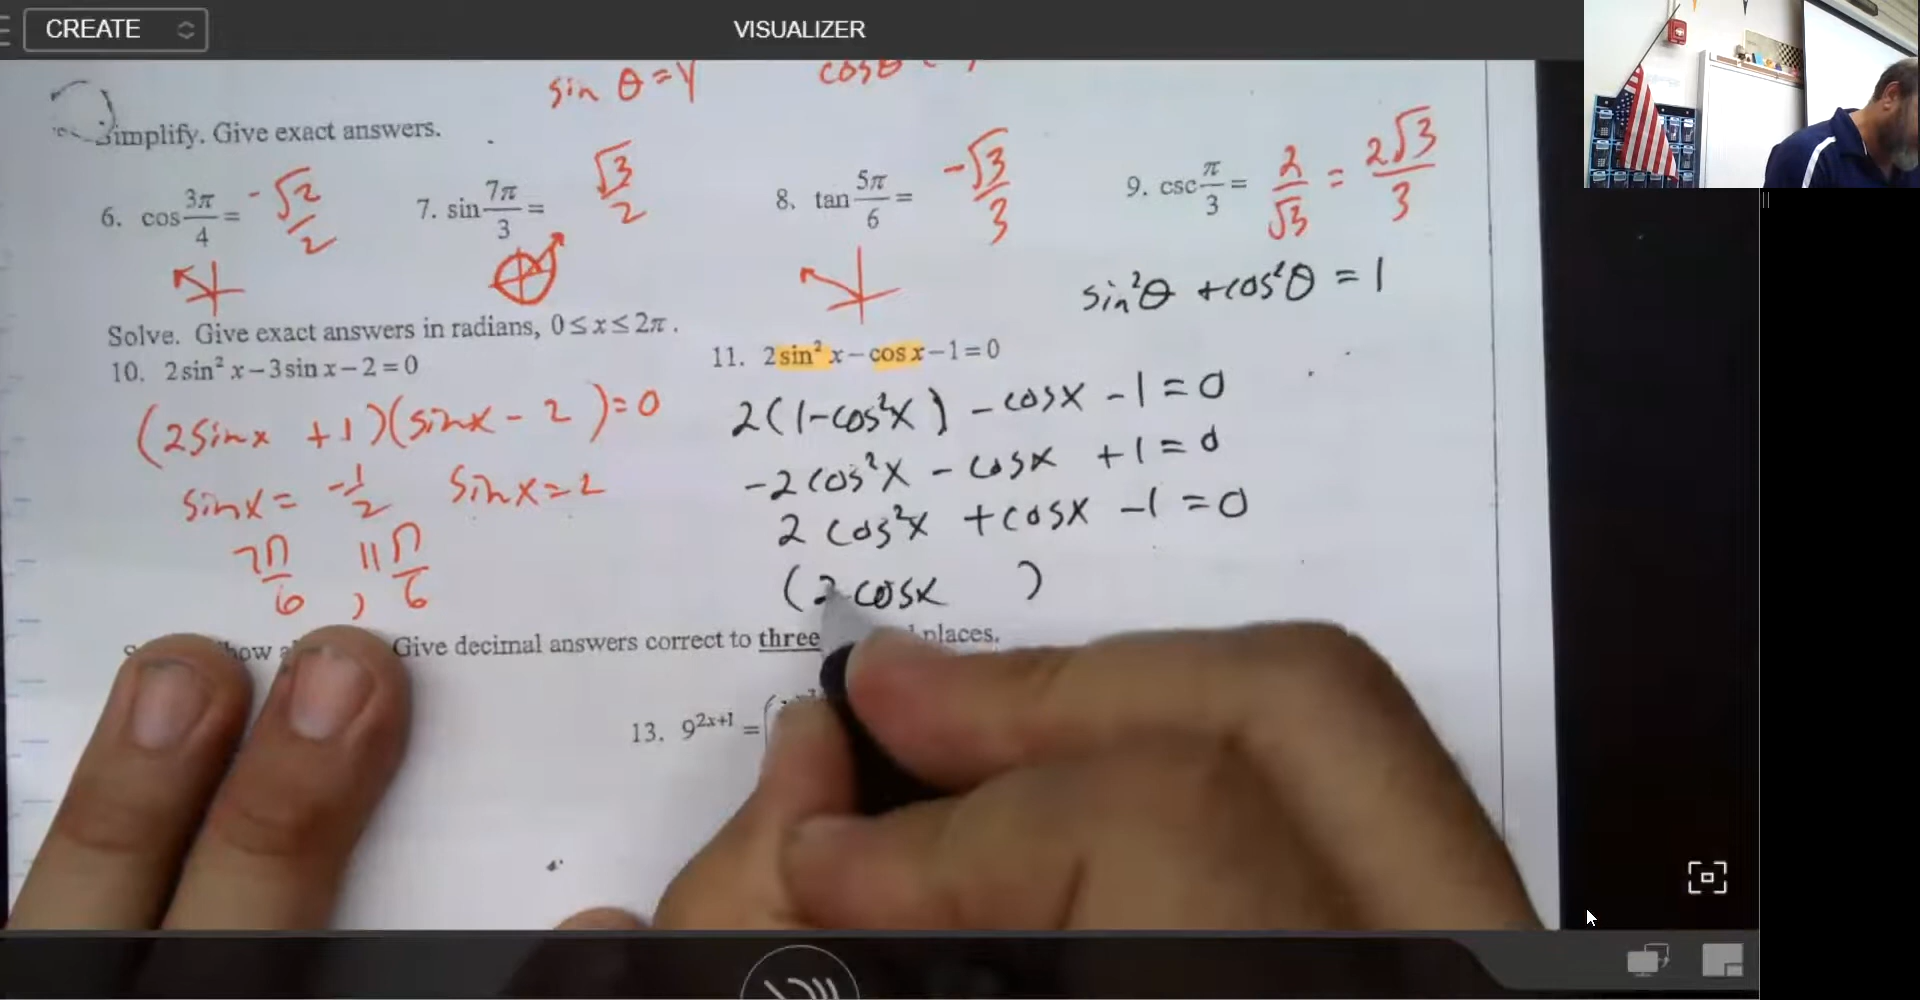 CREATE
VISUALIZER
sin θ = y
cosθ
Simplify. Give exact answers.
6. cos 3π/4 = -√2/2
7. sin 7π/3 = √3/2
8. tan 5π/6 = -√3/3
9. csc π/3 = 2/√3 = 2√3/3
sin²θ + cos²θ = 1
Solve. Give exact answers in radians, 0 ≤ x ≤ 2π.
10. 2sin² x − 3sin x − 2 = 0
(2sinx + 1)(sinx - 2) = 0
sinx = -1/2 sinx = 2
7π/6 , 11π/6
11. 2sin² x − cos x − 1 = 0
2(1-cos²x) - cosx - 1 = 0
-2cos²x - cosx + 1 = 0
2cos²x + cosx - 1 = 0
(2cosx )
Give decimal answers correct to three places.
13. 9^(2x+1) =